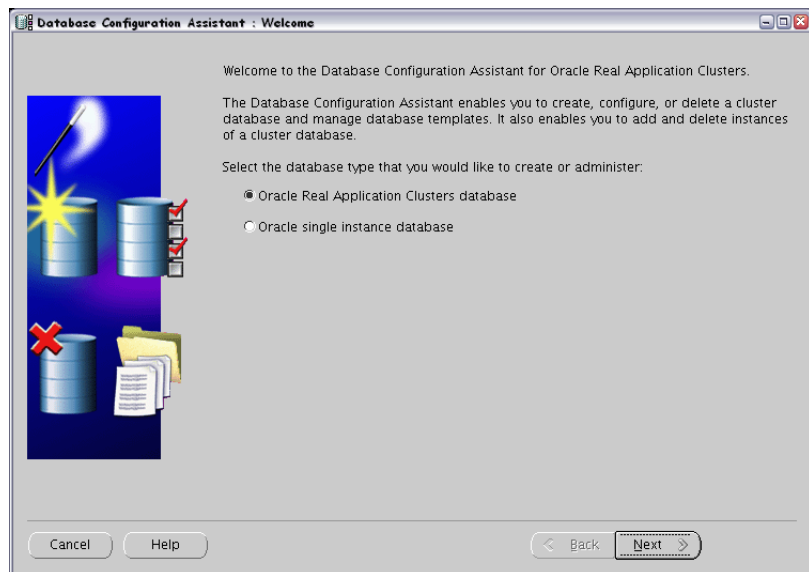 Database Configuration Assistant : Welcome
Welcome to the Database Configuration Assistant for Oracle Real Application Clusters.
The Database Configuration Assistant enables you to create, configure, or delete a cluster
database and manage database templates. It also enables you to add and delete instances
of a cluster database.
Select the database type that you would like to create or administer:
Oracle Real Application Clusters database
Oracle single instance database
Cancel
Help
Back
Next